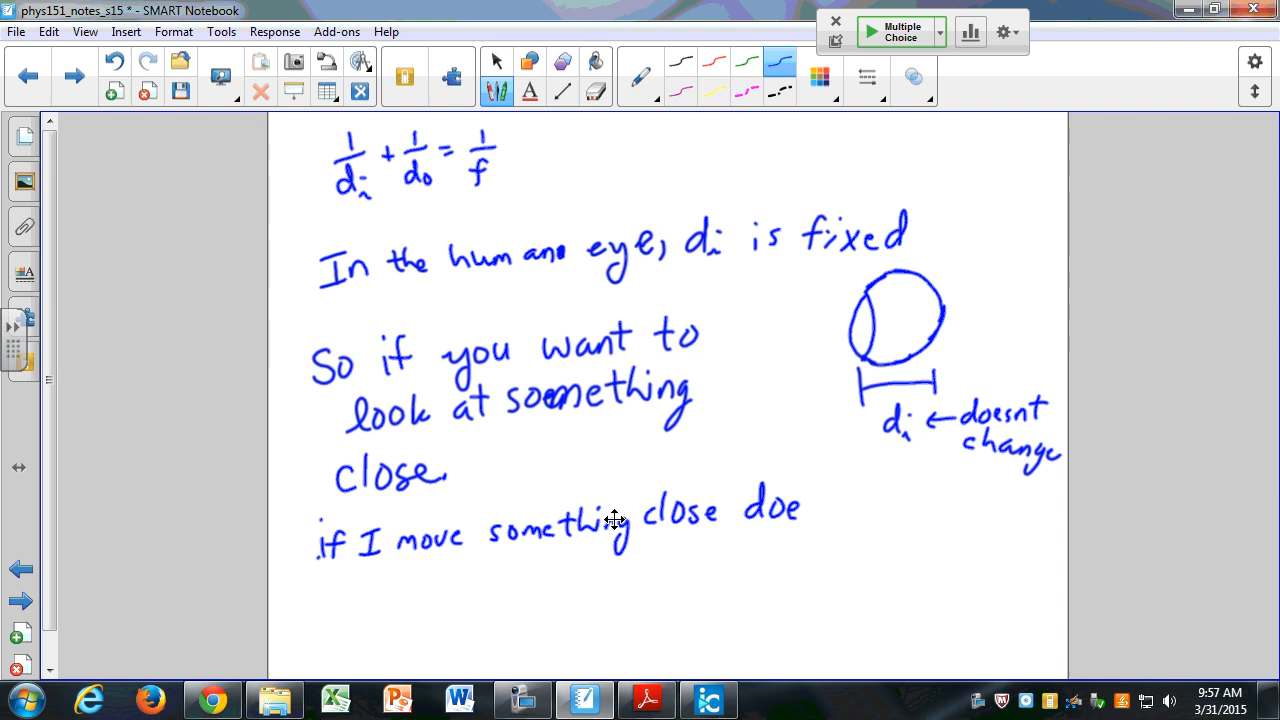 phys151_notes_s15 * - SMART Notebook
File Edit View Insert Format Tools Response Add-ons Help
Multiple Choice
1/di + 1/do = 1/f
In the human eye, di is fixed
So if you want to
look at something
close.
di ← doesnt
change
if I move something close doe
9:57 AM
3/31/2015